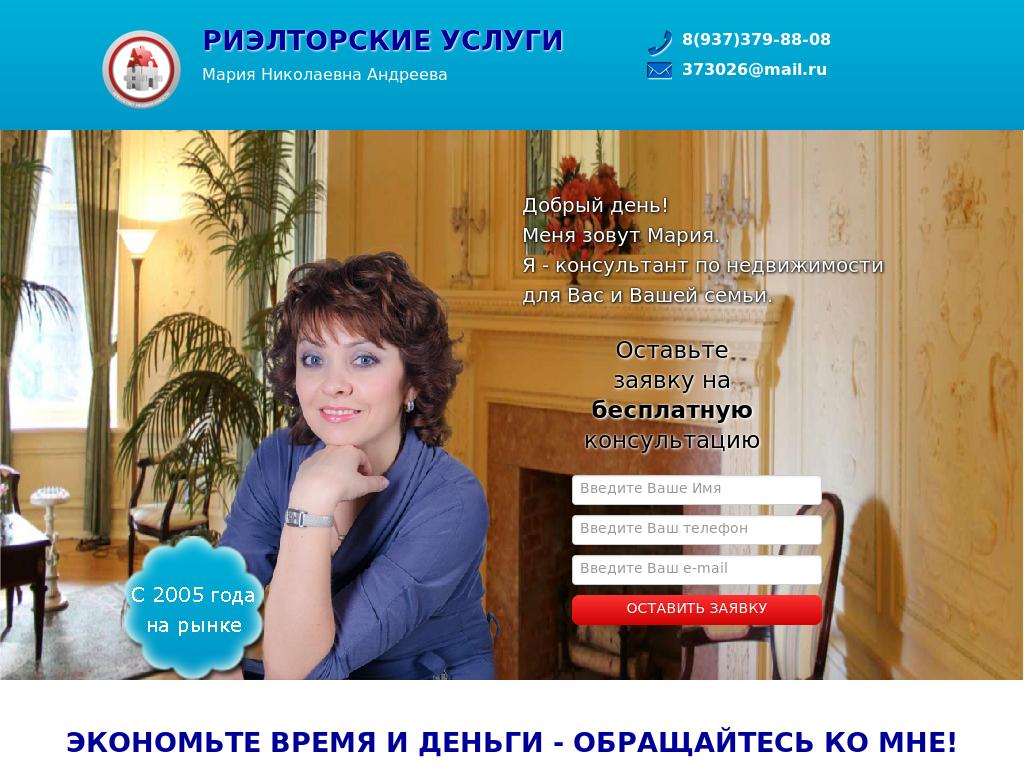 РИЭЛТОРСКИЕ УСЛУГИ
Мария Николаевна Андреева
8(937)379-88-08
373026@mail.ru
Добрый день!
Меня зовут Мария.
Я - консультант по недвижимости
для Вас и Вашей семьи.
Оставьте
заявку на
бесплатную
консультацию
Введите Ваше Имя
Введите Ваш телефон
Введите Ваш e-mail
ОСТАВИТЬ ЗАЯВКУ
С 2005 года
на рынке
ЭКОНОМЬТЕ ВРЕМЯ И ДЕНЬГИ - ОБРАЩАЙТЕСЬ КО МНЕ!